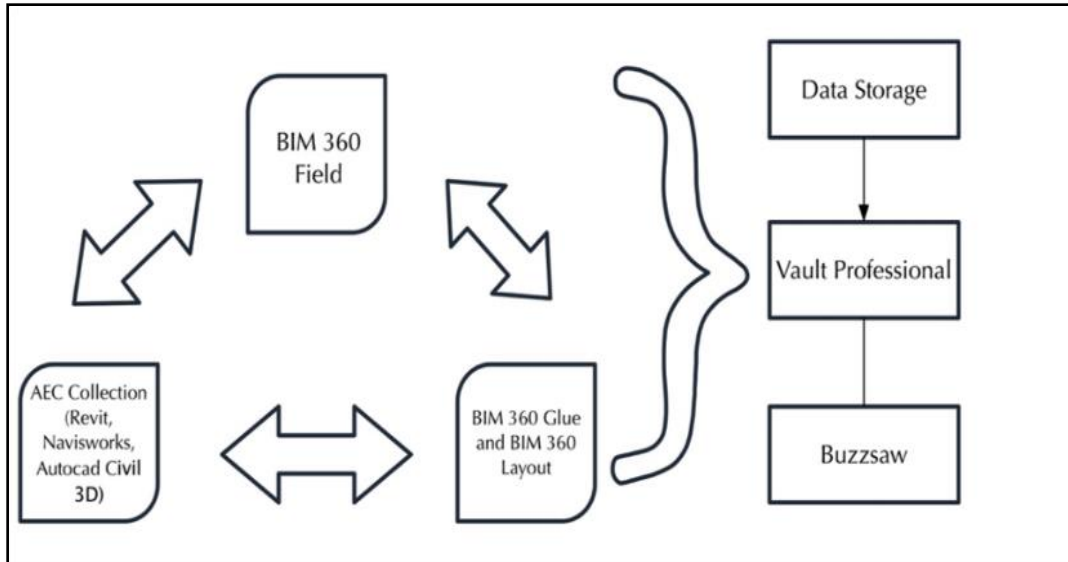 BIM 360
Field
AEC Collection
(Revit,
Navisworks,
Autocad Civil
3D)
BIM 360 Glue
and BIM 360
Layout
Data Storage
Vault Professional
Buzzsaw